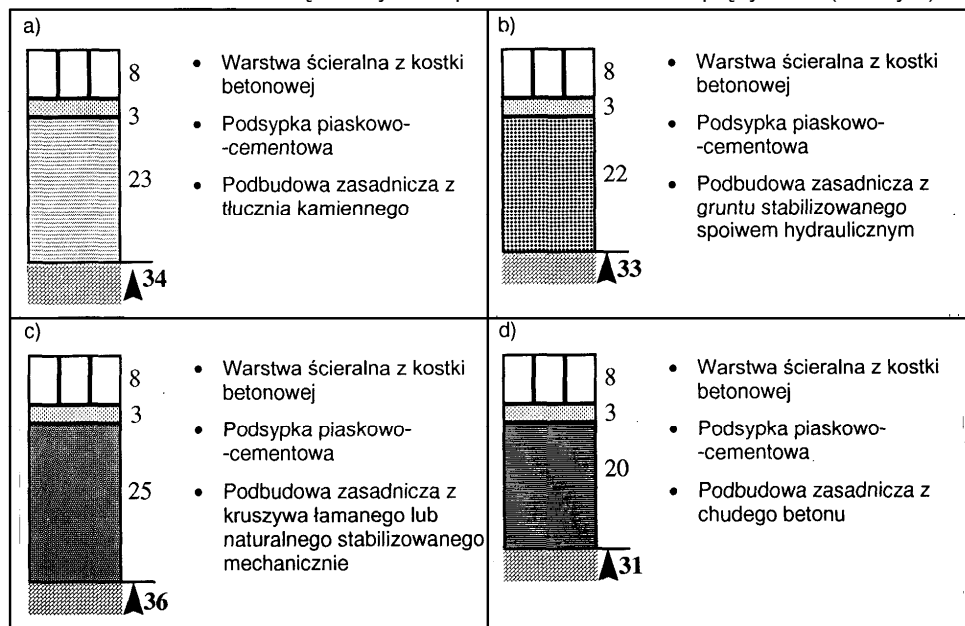 a)
8
3
23
34
• Warstwa ścieralna z kostki
betonowej
• Podsypka piaskowo-
-cementowa
• Podbudowa zasadnicza z
tłucznia kamiennego
b)
8
3
22
33
• Warstwa ścieralna z kostki
betonowej
• Podsypka piaskowo-
-cementowa
• Podbudowa zasadnicza z
gruntu stabilizowanego
spoiwem hydraulicznym
c)
8
3
25
36
• Warstwa ścieralna z kostki
betonowej
• Podsypka piaskowo-
-cementowa
• Podbudowa zasadnicza z
kruszywa łamanego lub
naturalnego stabilizowanego
mechanicznie
d)
8
3
20
31
• Warstwa ścieralna z kostki
betonowej
• Podsypka piaskowo-
-cementowa
• Podbudowa zasadnicza z
chudego betonu